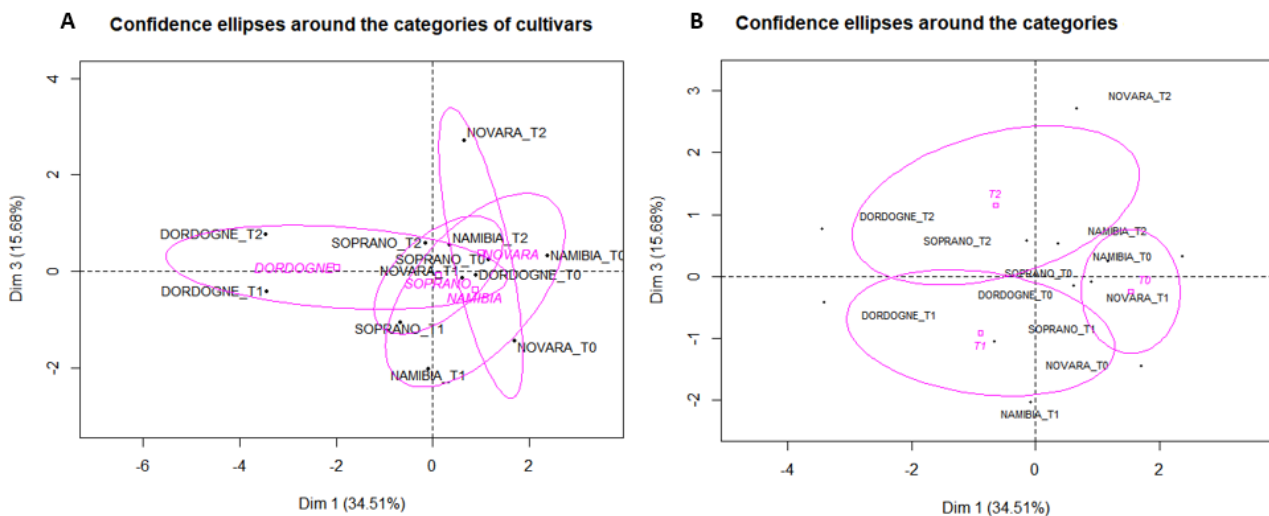 A Confidence ellipses around the categories of cultivars
4
2
0
-2
Dim 3 (15.68%)
NOVARA_T2
DORDOGNE_T2
SOPRANO_T2
NAMIBIA_T2
NOVARA
NAMIBIA_T0
SOPRANO_T0
DORDOGNE
NOVARA_T1
DORDOGNE_T0
SOPRANO
DORDOGNE_T1
NAMIBIA
SOPRANO_T1
NOVARA_T0
NAMIBIA_T1
-6 -4 -2 0 2
Dim 1 (34.51%)
B Confidence ellipses around the categories
3
2
1
0
-1
-2
Dim 3 (15.68%)
NOVARA_T2
T2
DORDOGNE_T2
NAMIBIA_T2
SOPRANO_T2
NAMIBIA_T0
SOPRANO_T0
T0
DORDOGNE_T0
NOVARA_T1
DORDOGNE_T1
SOPRANO_T1
T1
NOVARA_T0
NAMIBIA_T1
-4 -2 0 2
Dim 1 (34.51%)